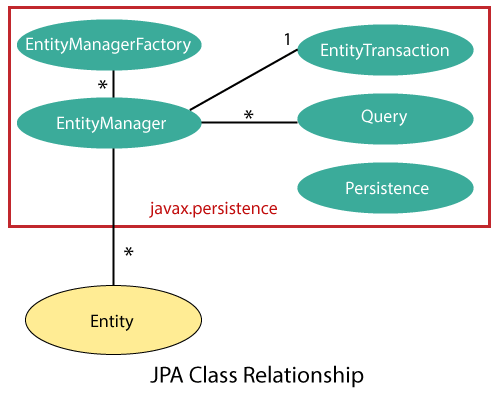 EntityManagerFactory
1
EntityTransaction
*
EntityManager
*
Query
Persistence
javax.persistence
*
Entity
JPA Class Relationship